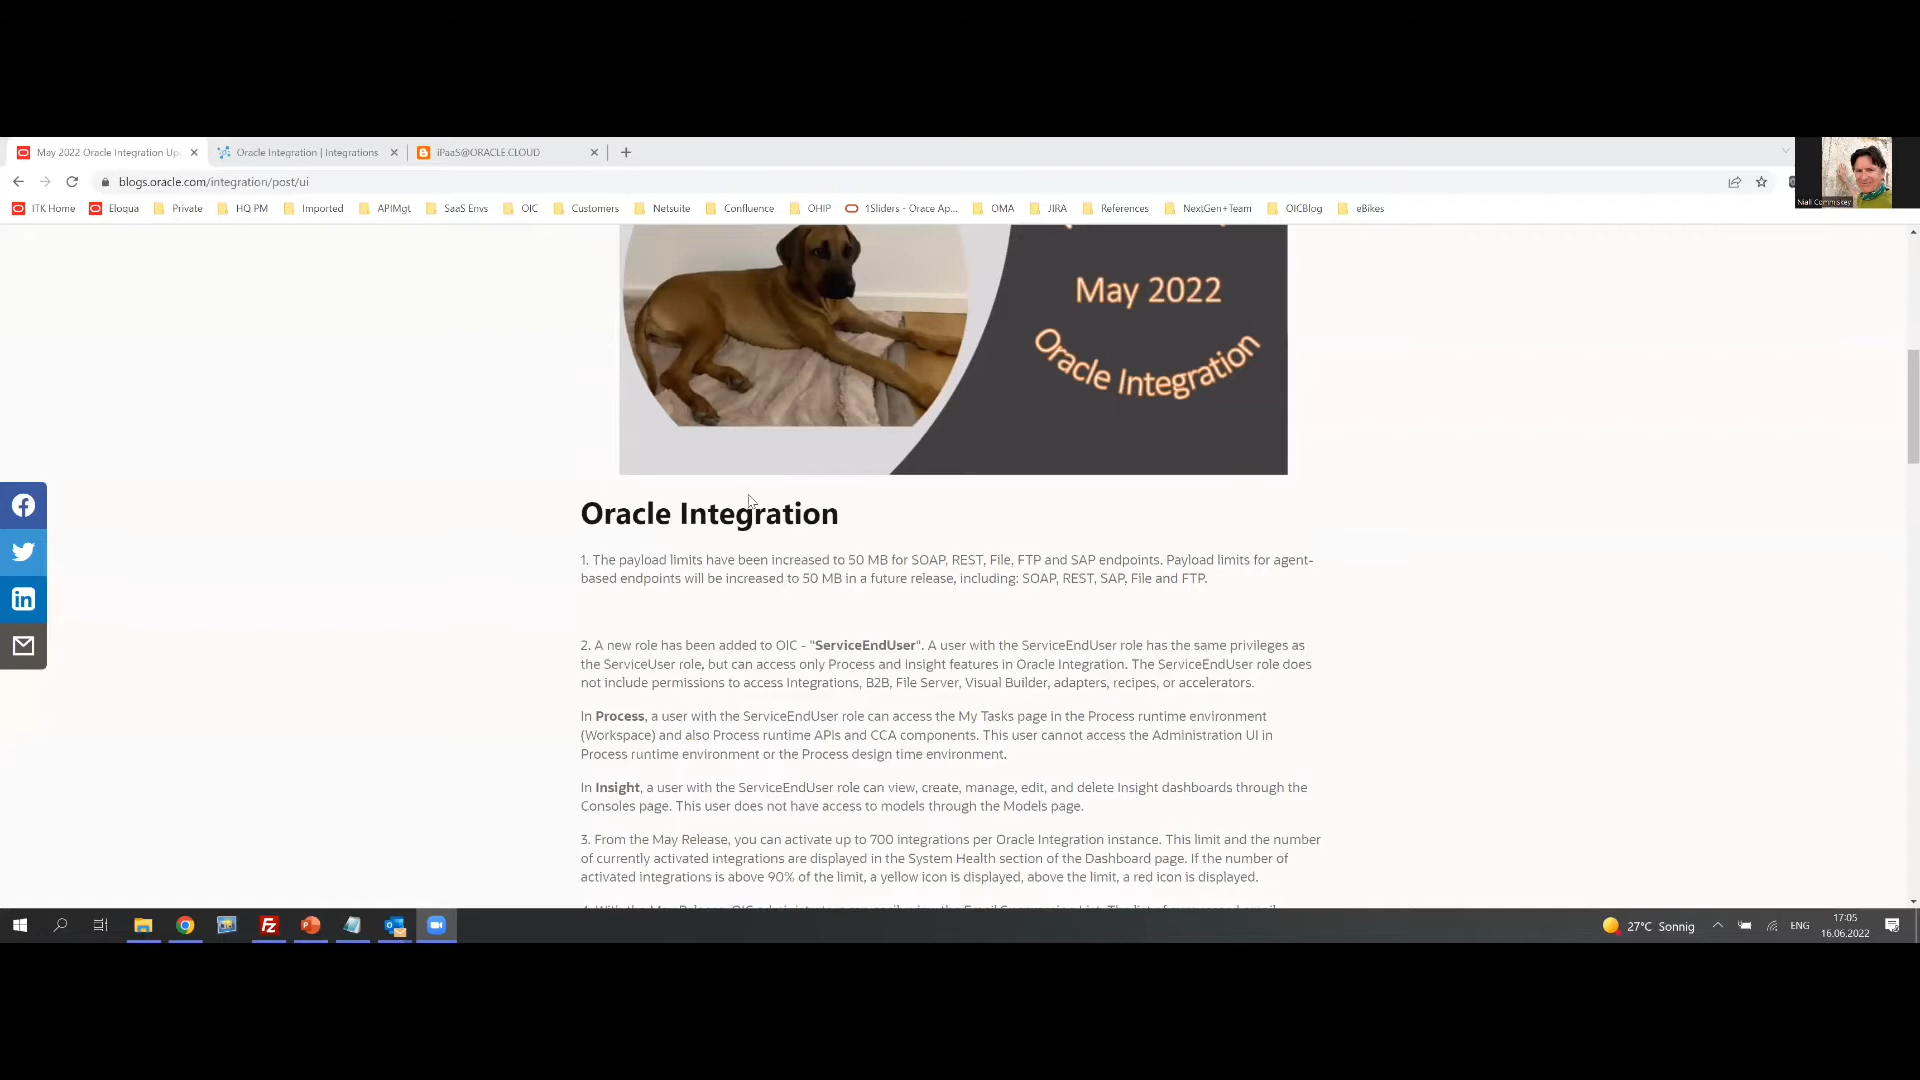 May 2022 Oracle Integration Up
Oracle Integration | Integrations
iPaaS@ORACLE.CLOUD
blogs.oracle.com/integration/post/ui
Niall Commiskey
ITK Home
Eloqua
Private
HQ PM
Imported
APIMgt
SaaS Envs
OIC
Customers
Netsuite
Confluence
OHIP
1Sliders - Orace Ap...
OMA
JIRA
References
NextGen+Team
OICBlog
eBikes
May 2022
Oracle Integration
Oracle Integration
1. The payload limits have been increased to 50 MB for SOAP, REST, File, FTP and SAP endpoints. Payload limits for agent-
based endpoints will be increased to 50 MB in a future release, including: SOAP, REST, SAP, File and FTP.
2. A new role has been added to OIC - "ServiceEndUser". A user with the ServiceEndUser role has the same privileges as
the ServiceUser role, but can access only Process and Insight features in Oracle Integration. The ServiceEndUser role does
not include permissions to access Integrations, B2B, File Server, Visual Builder, adapters, recipes, or accelerators.
In Process, a user with the ServiceEndUser role can access the My Tasks page in the Process runtime environment
(Workspace) and also Process runtime APIs and CCA components. This user cannot access the Administration UI in
Process runtime environment or the Process design time environment.
In Insight, a user with the ServiceEndUser role can view, create, manage, edit, and delete Insight dashboards through the
Consoles page. This user does not have access to models through the Models page.
3. From the May Release, you can activate up to 700 integrations per Oracle Integration instance. This limit and the number
of currently activated integrations are displayed in the System Health section of the Dashboard page. If the number of
activated integrations is above 90% of the limit, a yellow icon is displayed, above the limit, a red icon is displayed.
27°C Sonnig
ENG
17:05
16.06.2022